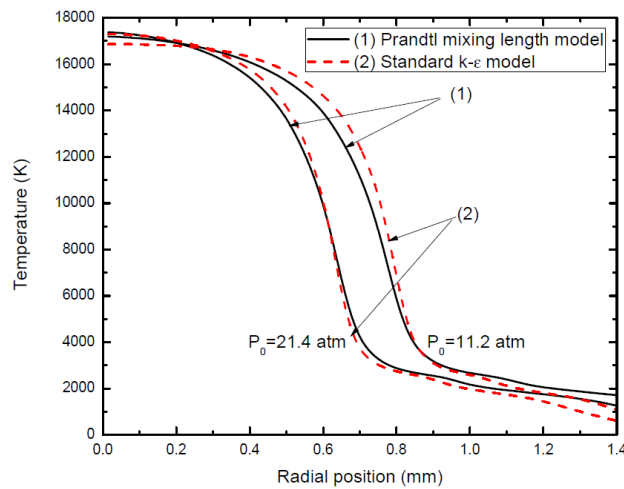 18000
16000
14000
12000
10000
8000
6000
4000
2000
0
Temperature (K)
(1) Prandtl mixing length model
(2) Standard k-ε model
(1)
(2)
P0=21.4 atm
P0=11.2 atm
0.0 0.2 0.4 0.6 0.8 1.0 1.2 1.4
Radial position (mm)